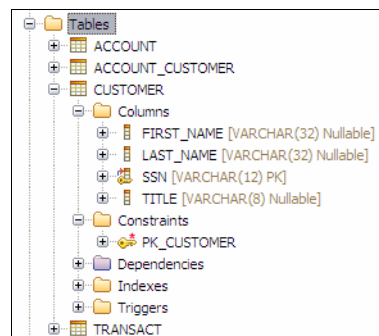 Tables
ACCOUNT
ACCOUNT_CUSTOMER
CUSTOMER
Columns
FIRST_NAME [VARCHAR(32) Nullable]
LAST_NAME [VARCHAR(32) Nullable]
SSN [VARCHAR(12) PK]
TITLE [VARCHAR(8) Nullable]
Constraints
PK_CUSTOMER
Dependencies
Indexes
Triggers
TRANSACT